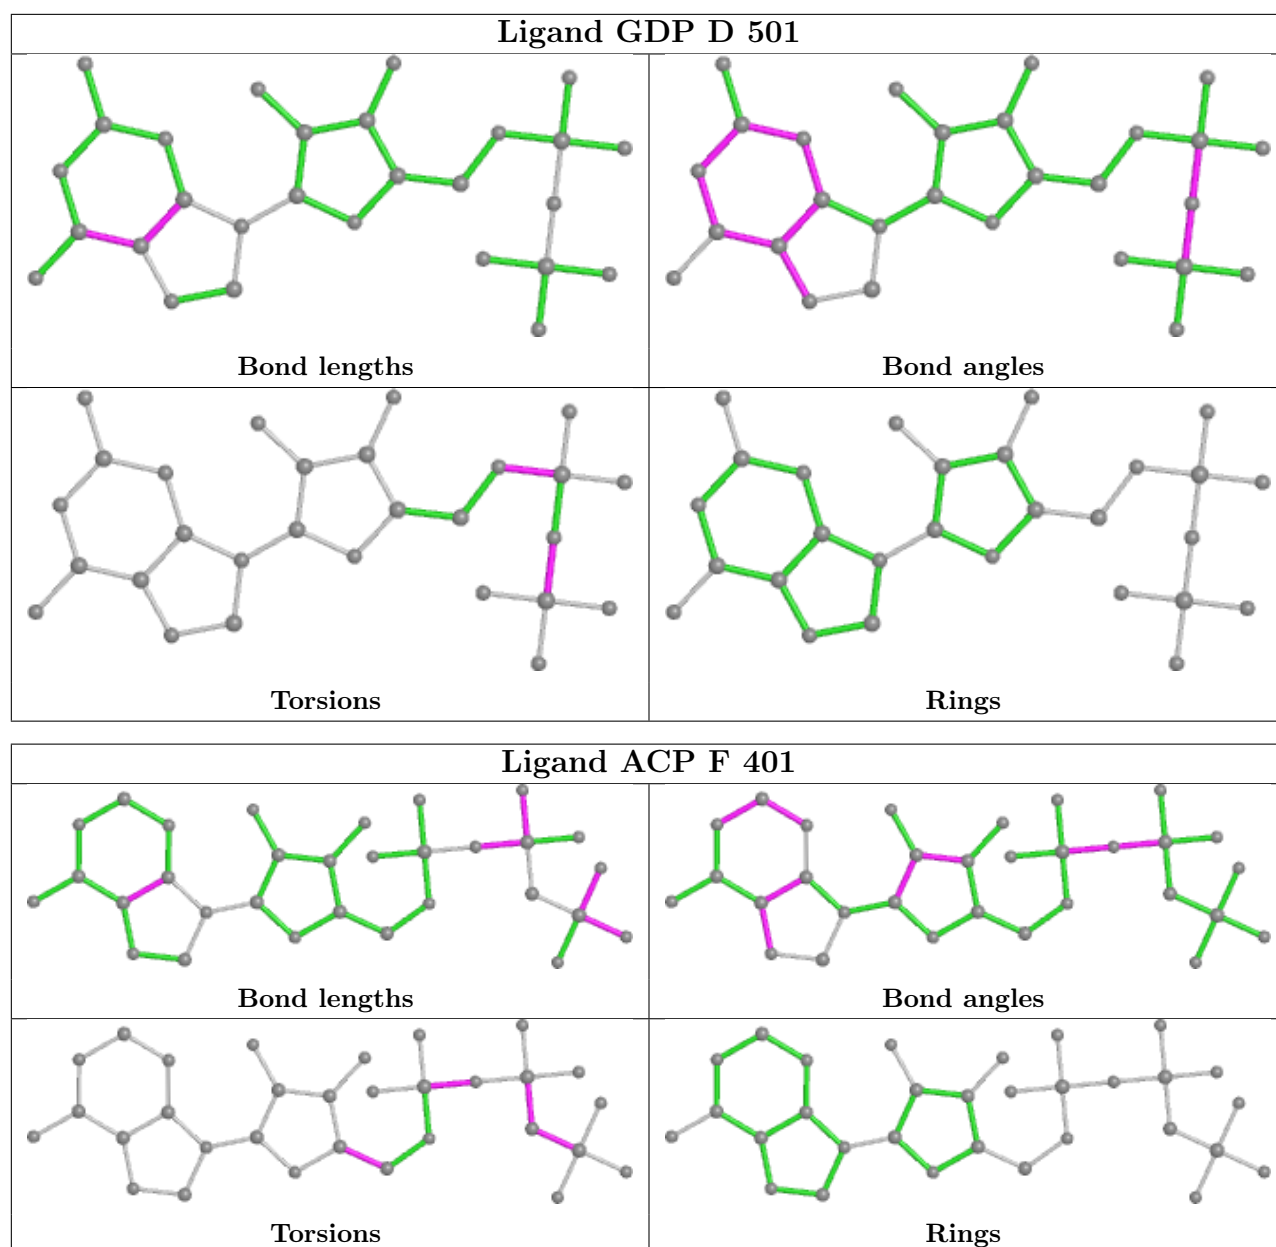 Ligand GDP D 501
Bond lengths
Bond angles
Torsions
Rings
Ligand ACP F 401
Bond lengths
Bond angles
Torsions
Rings